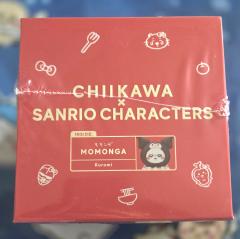 CHIIKAWA
×
SANRIO CHARACTERS
INSIDE
モモンガ
MOMONGA
Kuromi